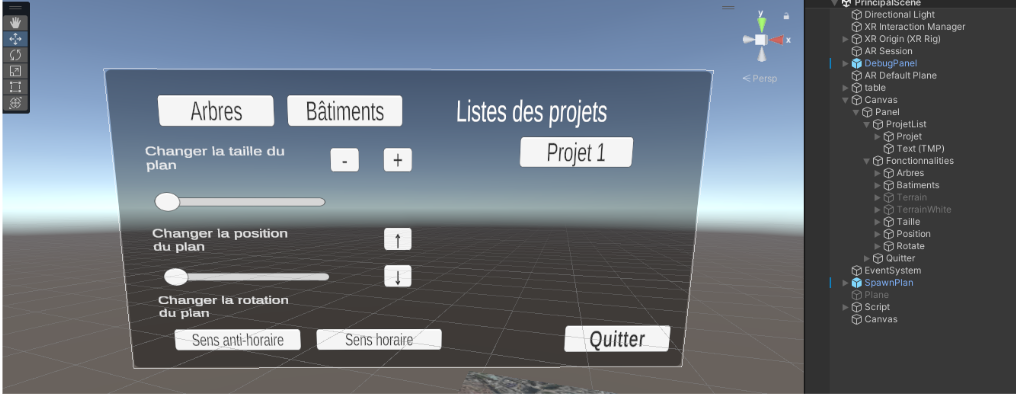 y
x
Persp
Arbres
Bâtiments
Listes des projets
Changer la taille du
plan
-
+
Projet 1
Changer la position
du plan
↑
↓
Changer la rotation
du plan
Sens anti-horaire
Sens horaire
Quitter
PrincipalScene
Directional Light
XR Interaction Manager
XR Origin (XR Rig)
AR Session
DebugPanel
AR Default Plane
table
Canvas
Panel
ProjetList
Projet
Text (TMP)
Fonctionnalities
Arbres
Batiments
Terrain
TerrainWhite
Taille
Position
Rotate
Quitter
EventSystem
SpawnPlan
Plane
Script
Canvas